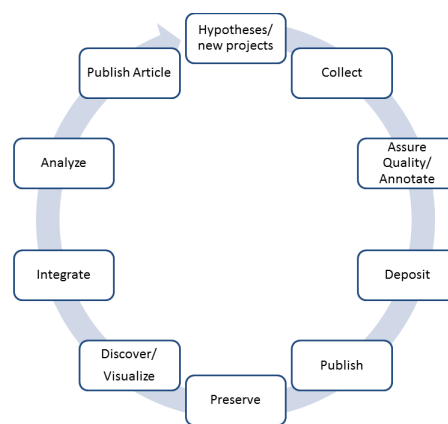 Hypotheses/
new projects
Collect
Assure
Quality/
Annotate
Deposit
Publish
Preserve
Discover/
Visualize
Integrate
Analyze
Publish Article